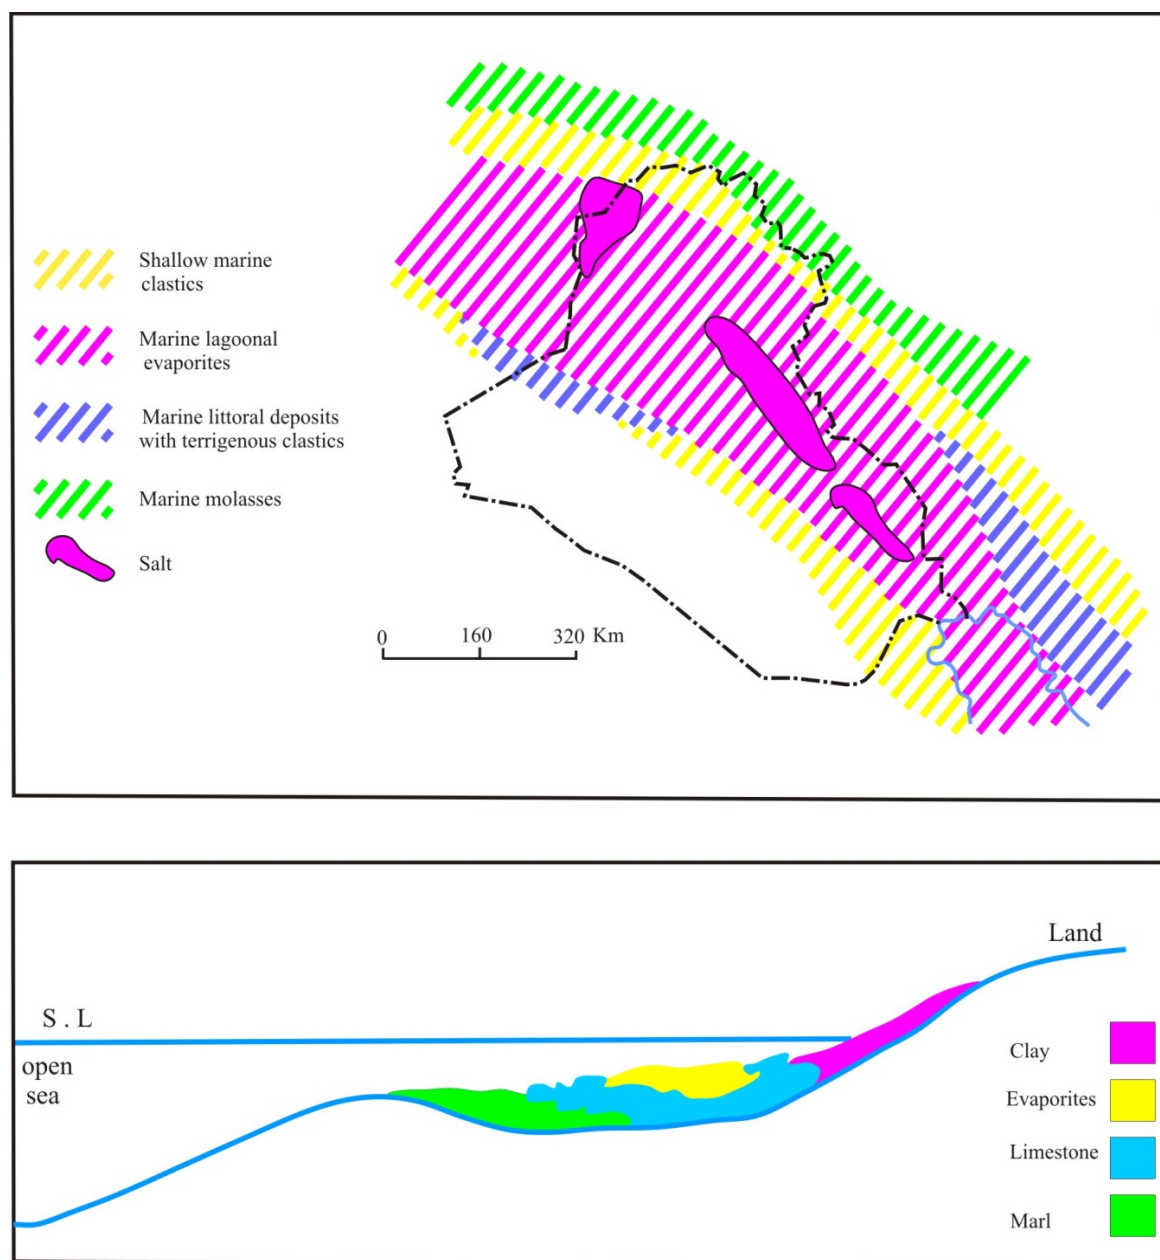 Shallow marine
clastics
Marine lagoonal
evaporites
Marine littoral deposits
with terrigenous clastics
Marine molasses
Salt
0 160 320 Km
Land
S . L
open
sea
Clay
Evaporites
Limestone
Marl